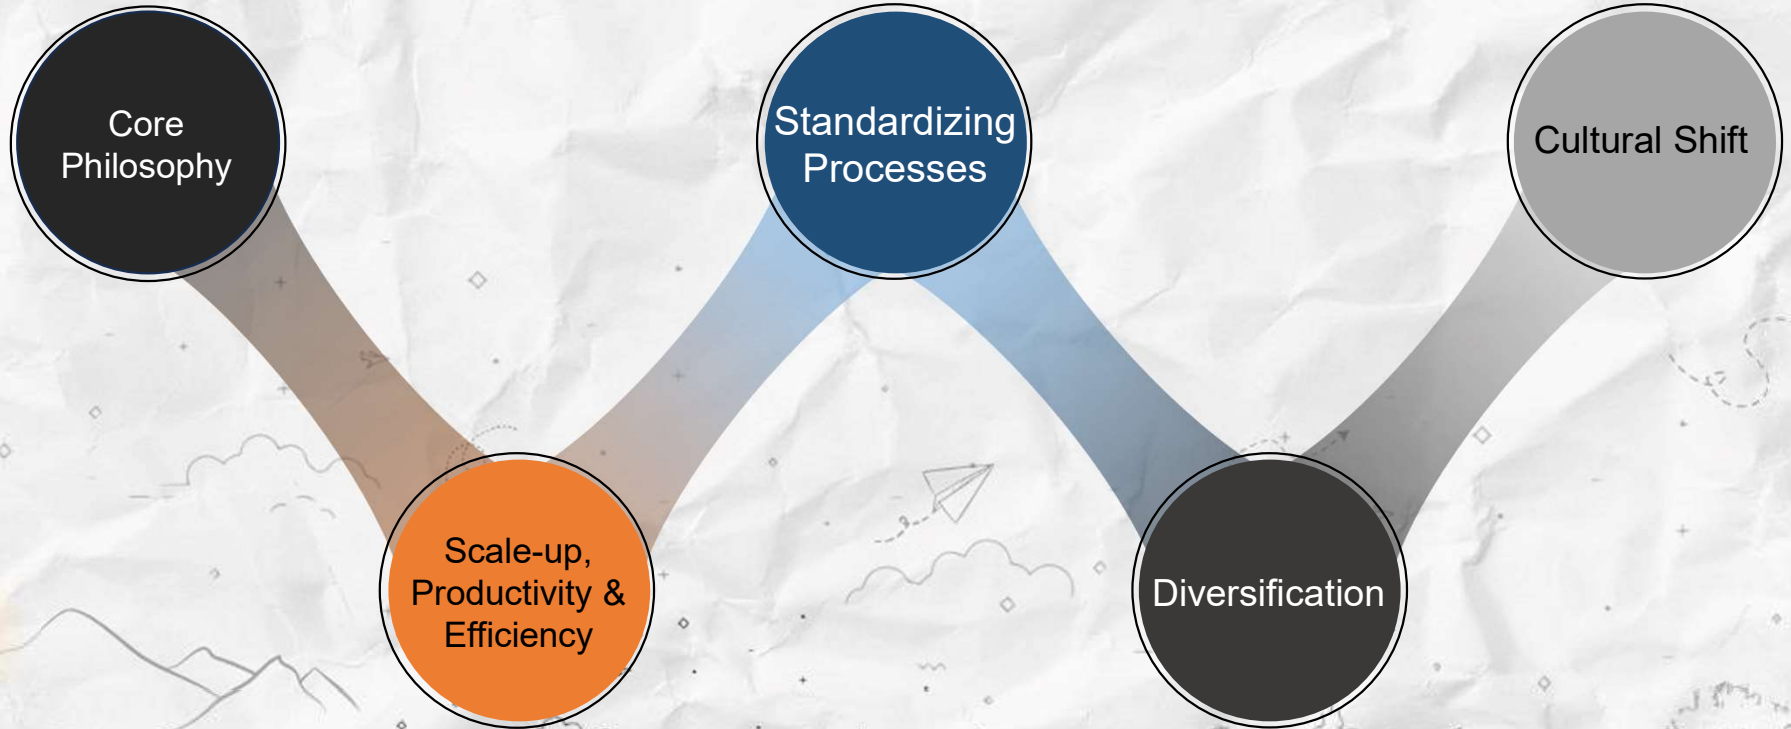 Core
Philosophy
Scale-up,
Productivity &
Efficiency
Standardizing
Processes
Diversification
Cultural Shift